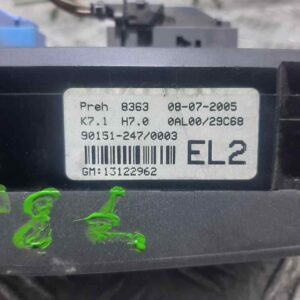 Preh 8363 08-07-2005
K7.1 H7.0 0AL00/29C68
90151-247/0003
EL2
GM:13122962